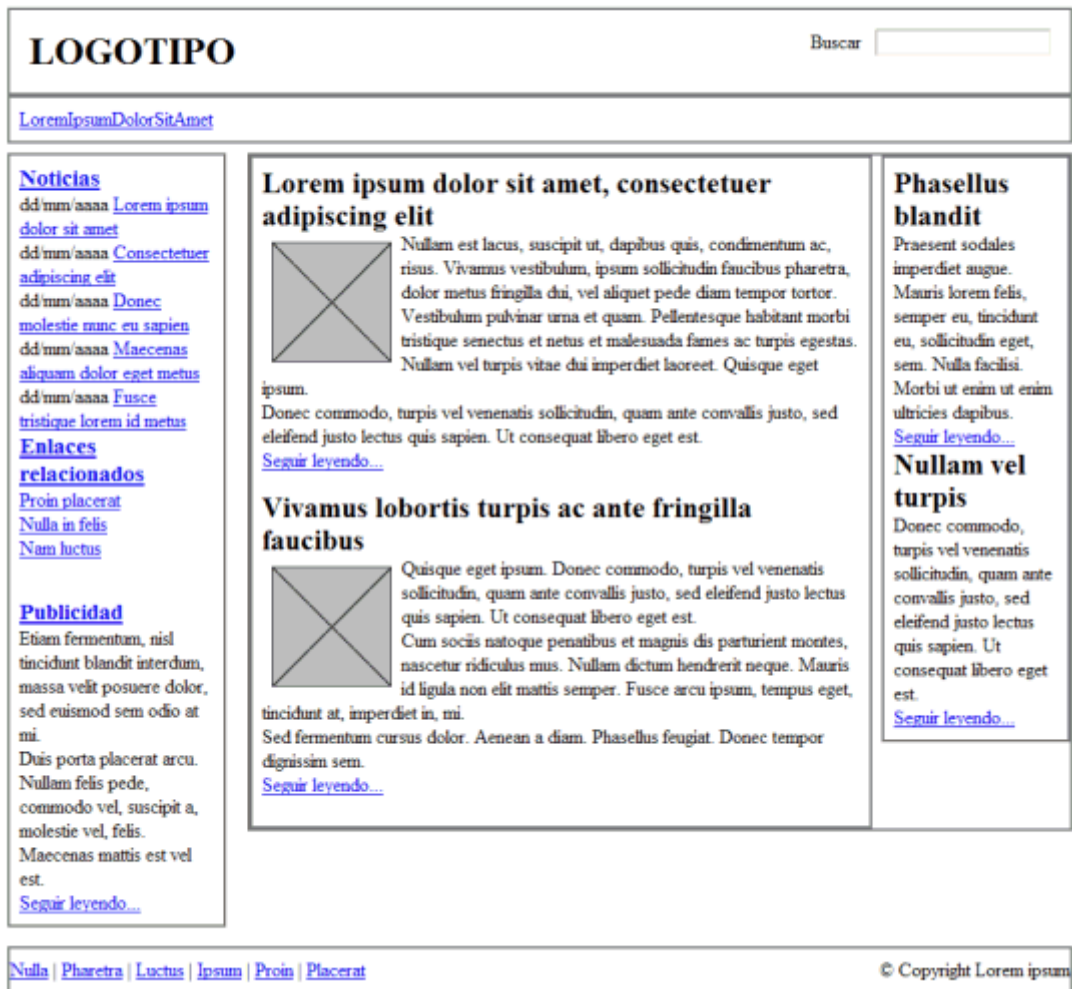 LOGOTIPO
Buscar
LoremIpsumDolorSitAmet
Noticias
dd/mm/aaaa Lorem ipsum
dolor sit amet
dd/mm/aaaa Consectetuer
adipiscing elit
dd/mm/aaaa Donec
molestie nunc eu sapien
dd/mm/aaaa Maecenas
aliquam dolor eget metus
dd/mm/aaaa Fusce
tristique lorem id metus
Enlaces
relacionados
Proin placerat
Nulla in felis
Nam luctus
Publicidad
Etiam fermentum, nisl
tincidunt blandit interdum,
massa velit posuere dolor,
sed euismod sem odio at
mi.
Duis porta placerat arcu.
Nullam felis pede,
commodo vel, suscipit a,
molestie vel, felis.
Maecenas mattis est vel
est.
Seguir leyendo...
Lorem ipsum dolor sit amet, consectetuer
adipiscing elit
Nullam est lacus, suscipit ut, dapibus quis, condimentum ac,
risus. Vivamus vestibulum, ipsum sollicitudin faucibus pharetra,
dolor metus fringilla dui, vel aliquet pede diam tempor tortor.
Vestibulum pulvinar urna et quam. Pellentesque habitant morbi
tristique senectus et netus et malesuada fames ac turpis egestas.
Nullam vel turpis vitae dui imperdiet laoreet. Quisque eget
ipsum.
Donec commodo, turpis vel venenatis sollicitudin, quam ante convallis justo, sed
eleifend justo lectus quis sapien. Ut consequat libero eget est.
Seguir leyendo...
Vivamus lobortis turpis ac ante fringilla
faucibus
Quisque eget ipsum. Donec commodo, turpis vel venenatis
sollicitudin, quam ante convallis justo, sed eleifend justo lectus
quis sapien. Ut consequat libero eget est.
Cum sociis natoque penatibus et magnis dis parturient montes,
nascetur ridiculus mus. Nullam dictum hendrerit neque. Mauris
id ligula non elit mattis semper. Fusce arcu ipsum, tempus eget,
tincidunt at, imperdiet in, mi.
Sed fermentum cursus dolor. Aenean a diam. Phasellus feugiat. Donec tempor
dignissim sem.
Seguir leyendo...
Phasellus
blandit
Praesent sodales
imperdiet augue.
Mauris lorem felis,
semper eu, tincidunt
eu, sollicitudin eget,
sem. Nulla facilisi.
Morbi ut enim ut enim
ultricies dapibus.
Seguir leyendo...
Nullam vel
turpis
Donec commodo,
turpis vel venenatis
sollicitudin, quam ante
convallis justo, sed
eleifend justo lectus
quis sapien. Ut
consequat libero eget
est.
Seguir leyendo...
Nulla | Pharetra | Luctus | Ipsum | Proin | Placerat
© Copyright Lorem ipsum